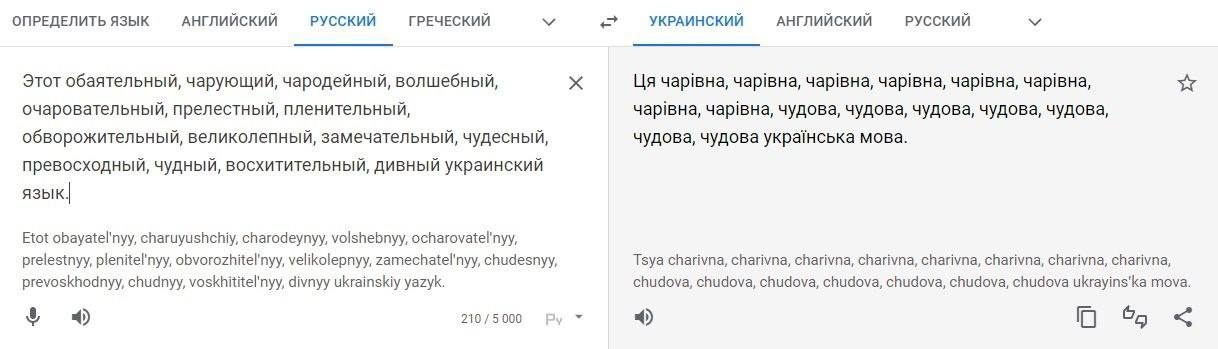 ОПРЕДЕЛИТЬ ЯЗЫК АНГЛИЙСКИЙ РУССКИЙ ГРЕЧЕСКИЙ
УКРАИНСКИЙ АНГЛИЙСКИЙ РУССКИЙ
Этот обаятельный, чарующий, чародейный, волшебный,
очаровательный, прелестный, пленительный,
обворожительный, великолепный, замечательный, чудесный,
превосходный, чудный, восхитительный, дивный украинский
язык.
Etot obayatel'nyy, charuyushchiy, charodeynyy, volshebnyy, ocharovatel'nyy,
prelestnyy, plenitel'nyy, obvorozhitel'nyy, velikolepnyy, zamechatel'nyy, chudesnyy,
prevoskhodnyy, chudnyy, voskhititel'nyy, divnyy ukrainskiy yazyk.
210 / 5 000
Ру
Ця чарівна, чарівна, чарівна, чарівна, чарівна, чарівна,
чарівна, чарівна, чудова, чудова, чудова, чудова, чудова,
чудова, чудова українська мова.
Tsya charivna, charivna, charivna, charivna, charivna, charivna, charivna, charivna,
chudova, chudova, chudova, chudova, chudova, chudova, chudova ukrayins'ka mova.